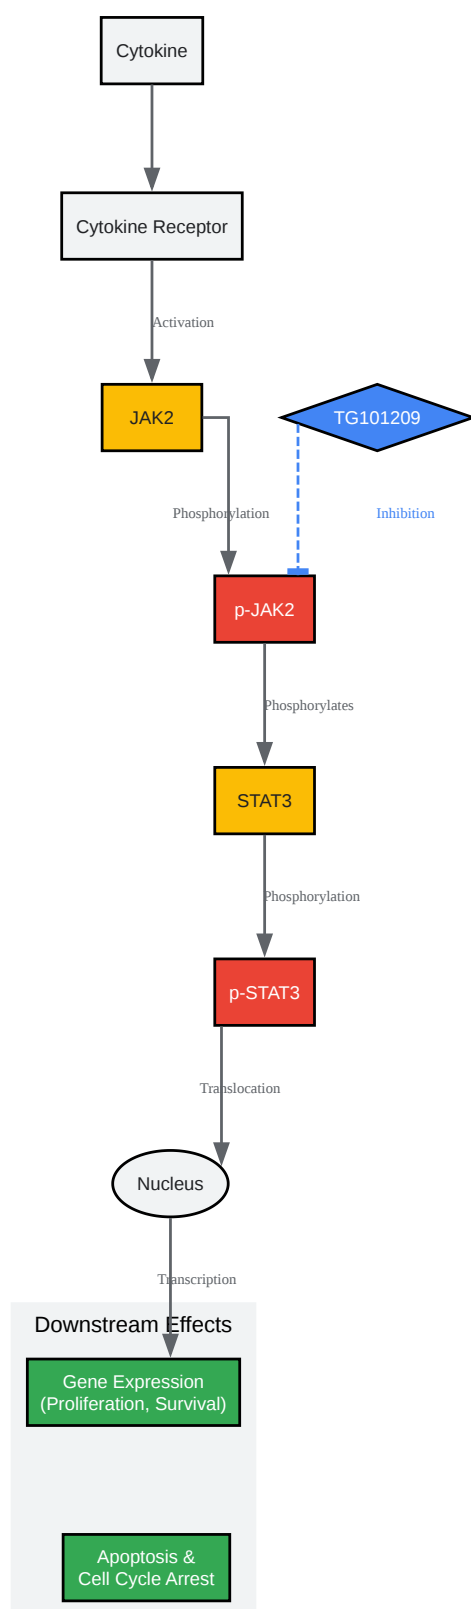 Cytokine
Cytokine Receptor
Activation
JAK2
TG101209
Phosphorylation
Inhibition
p-JAK2
Phosphorylates
STAT3
Phosphorylation
p-STAT3
Translocation
Nucleus
Transcription
Downstream Effects
Gene Expression
(Proliferation, Survival)
Apoptosis &
Cell Cycle Arrest